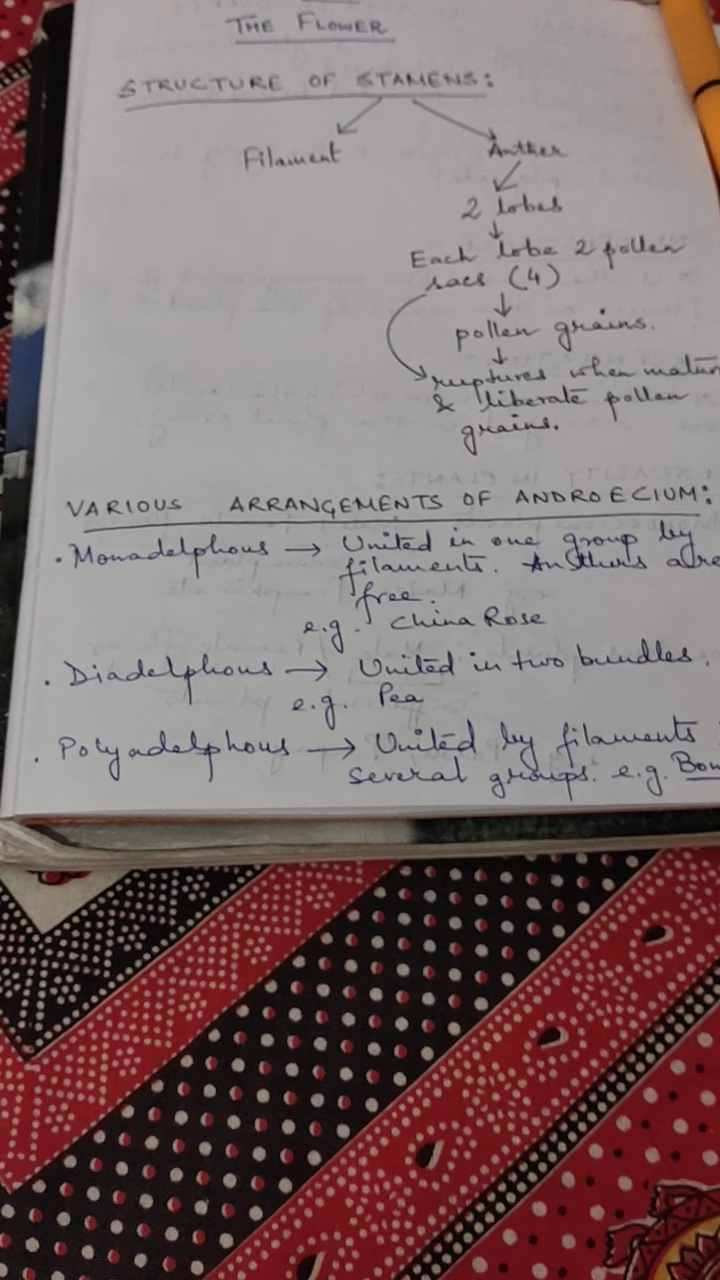 THE FLOWER
STRUCTURE OF STAMENS:
Filament Anther
2 lobes
Each lobe 2 pollen
sacs (4)
pollen grains.
ruptures when matur
& liberate pollen
grains.
VARIOUS ARRANGEMENTS OF ANDROECIUM:
. Monadelphous → United in one group by
filaments. Anthers are
free.
e.g. China Rose
. Diadelphous → United in two bundles.
e.g. Pea
. Polyadelphous → United by filaments
several groups. e.g. Bom